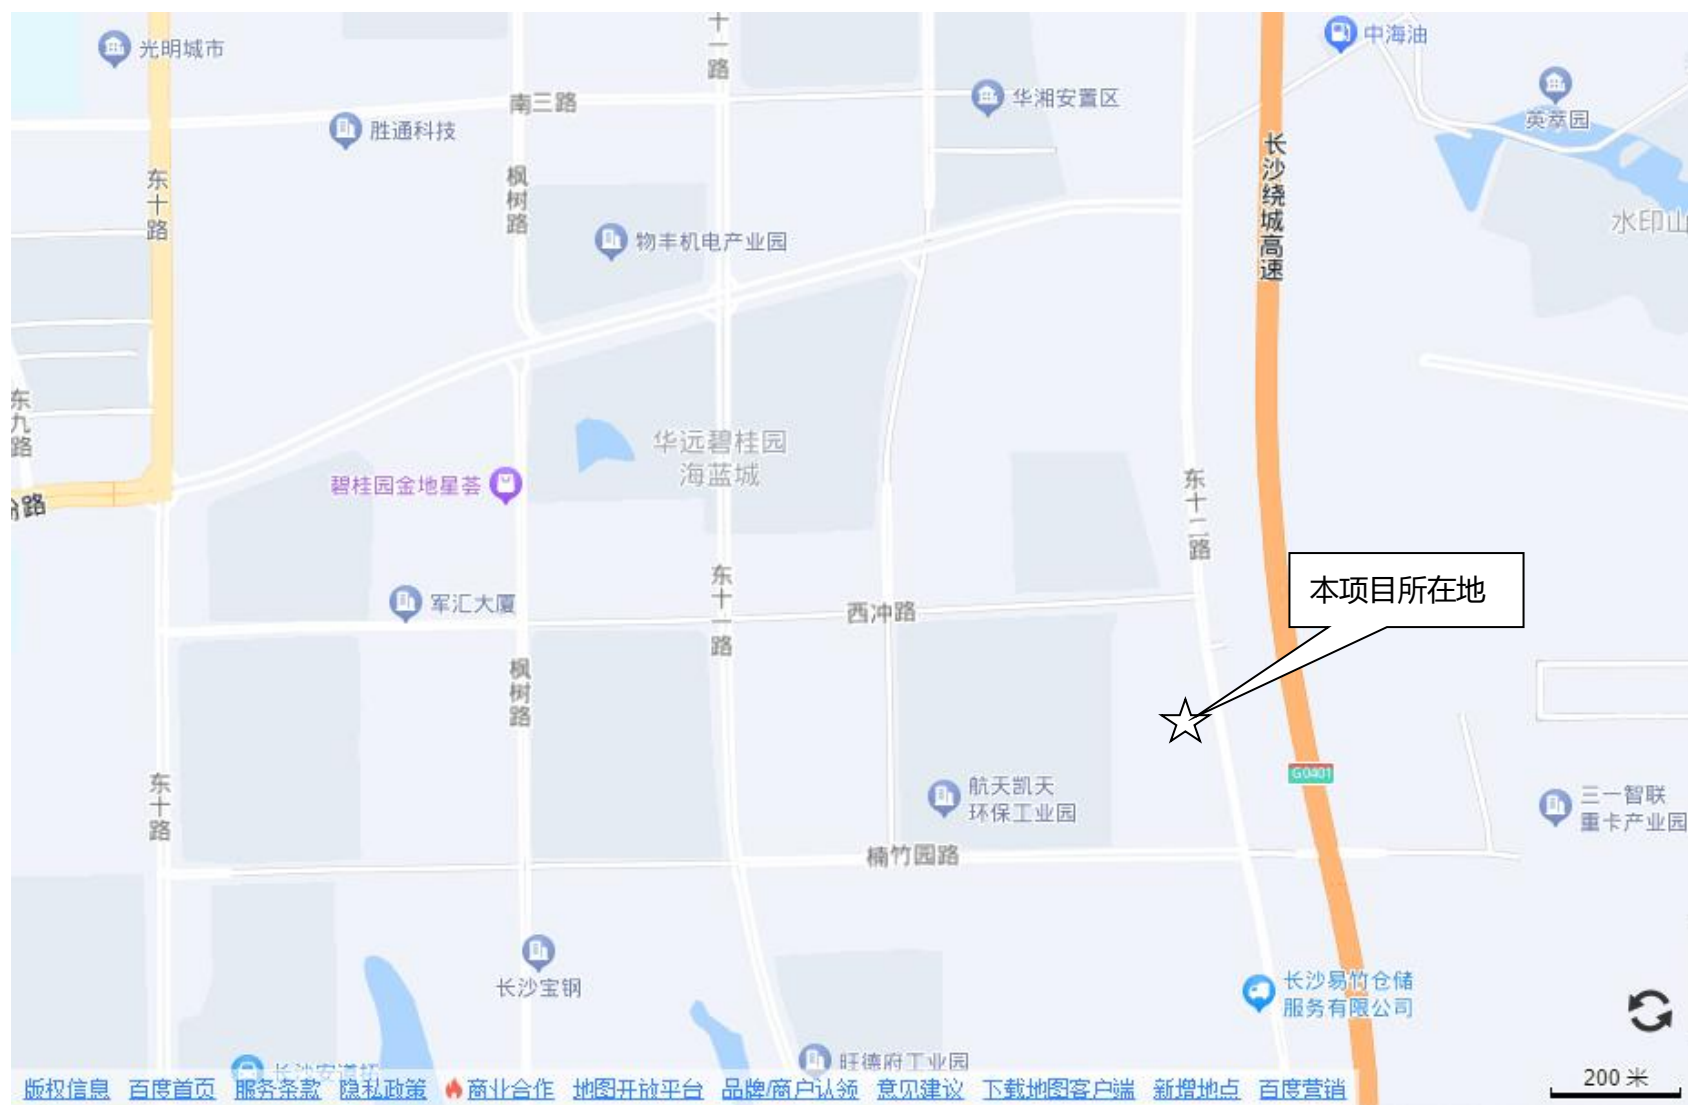 光明城市
十一路
中海油
南三路
华湘安置区
胜通科技
英萃园
长沙绕城高速
东十路
枫树路
水印山
物丰机电产业园
东九路
华远碧桂园
海蓝城
碧桂园金地星荟
路
东十二路
本项目所在地
东十一路
军汇大厦
西冲路
枫树路
G0401
东十路
航天凯天
环保工业园
三一智联
重卡产业园
楠竹园路
长沙宝钢
长沙易竹仓储
服务有限公司
旺德府工业园
200 米
版权信息 百度首页 服务条款 隐私政策 商业合作 地图开放平台 品牌/商户认领 意见建议 下载地图客户端 新增地点 百度营销